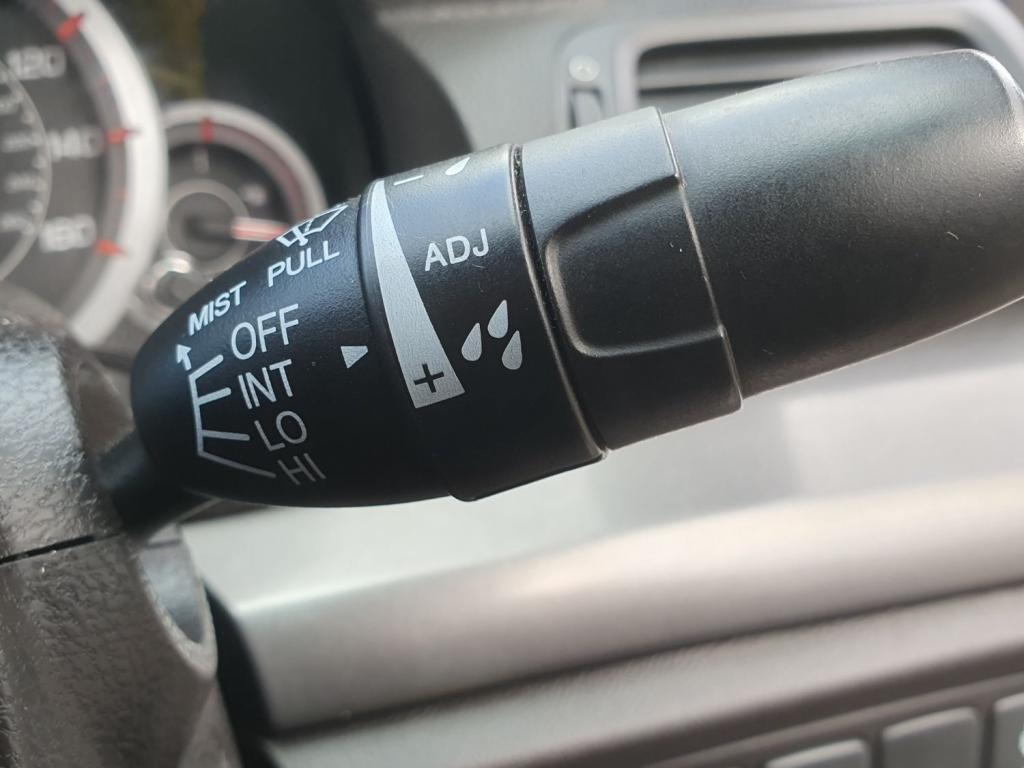 120
140
160
PULL
MIST
OFF
INT
LO
HI
-
ADJ
+